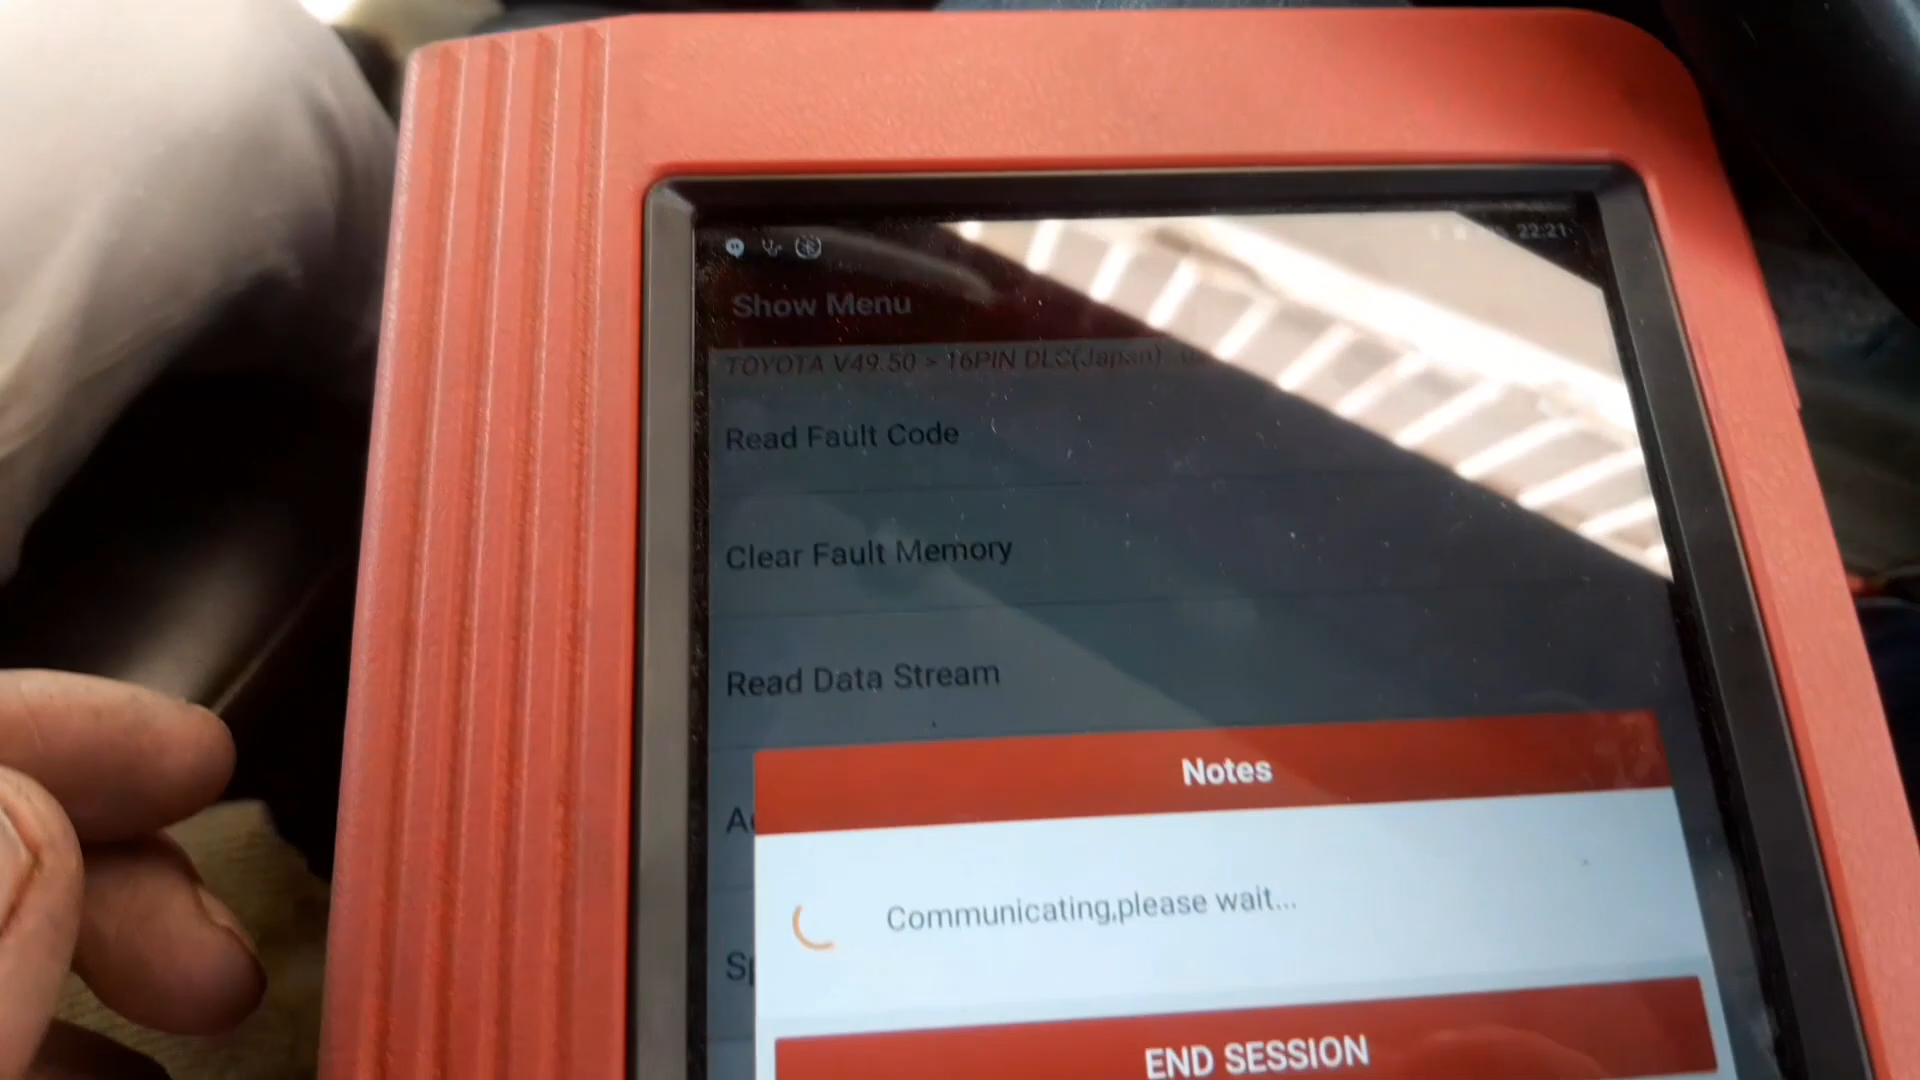 22:21
Show Menu
TOYOTA V49.50 > 16PIN DLC(Japan)
Read Fault Code
Clear Fault Memory
Read Data Stream
Notes
Communicating,please wait...
END SESSION